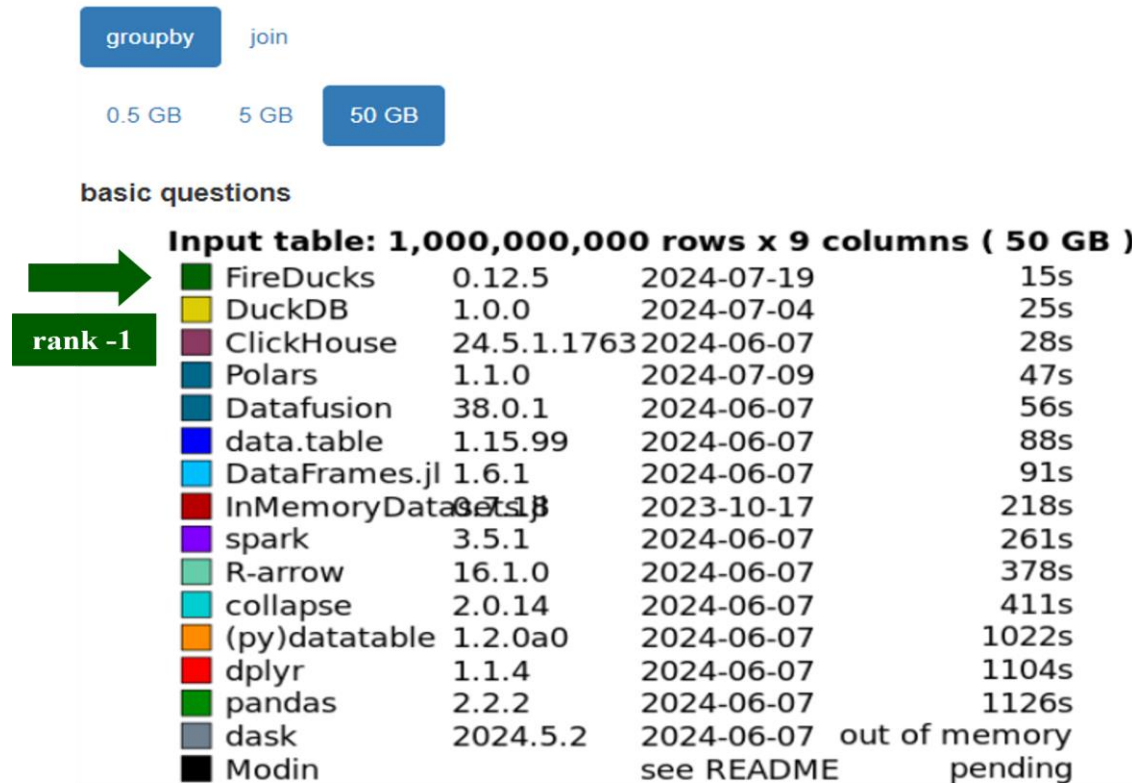 groupby join
0.5 GB 5 GB 50 GB
basic questions
Input table: 1,000,000,000 rows x 9 columns ( 50 GB )
FireDucks 0.12.5 2024-07-19 15s
DuckDB 1.0.0 2024-07-04 25s
rank -1
ClickHouse 24.5.1.1763 2024-06-07 28s
Polars 1.1.0 2024-07-09 47s
Datafusion 38.0.1 2024-06-07 56s
data.table 1.15.99 2024-06-07 88s
DataFrames.jl 1.6.1 2024-06-07 91s
InMemoryDatasets.jl 0.7.18 2023-10-17 218s
spark 3.5.1 2024-06-07 261s
R-arrow 16.1.0 2024-06-07 378s
collapse 2.0.14 2024-06-07 411s
(py)datatable 1.2.0a0 2024-06-07 1022s
dplyr 1.1.4 2024-06-07 1104s
pandas 2.2.2 2024-06-07 1126s
dask 2024.5.2 2024-06-07 out of memory
Modin see README pending